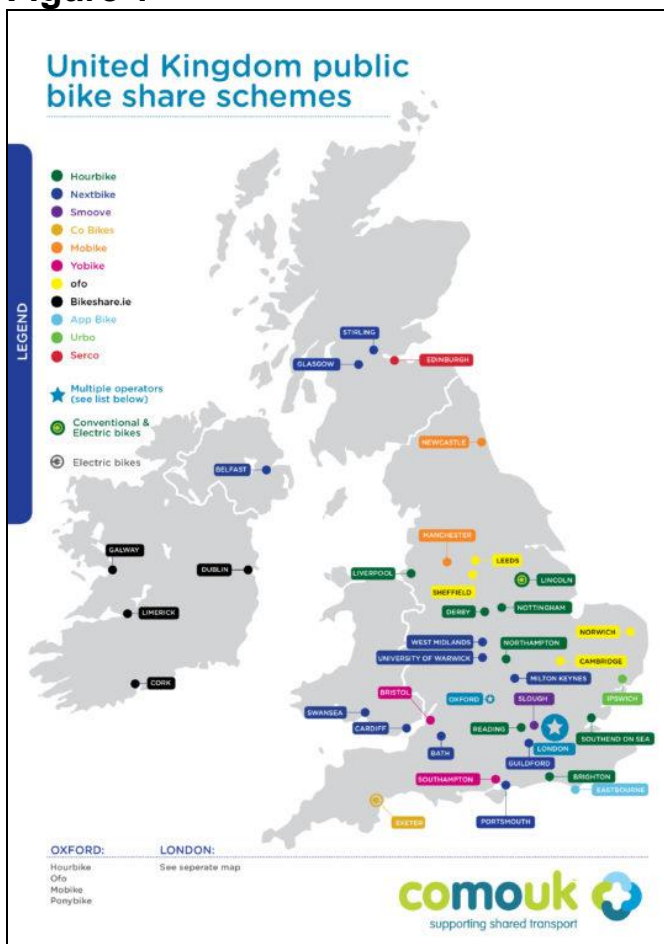 United Kingdom public
bike share schemes
LEGEND
Hourbike
Nextbike
Smoove
Co Bikes
Mobike
Yobike
ofo
Bikeshare.ie
App Bike
Urbo
Serco
Multiple operators
(see list below)
Conventional &
Electric bikes
Electric bikes
STIRLING
GLASGOW
EDINBURGH
NEWCASTLE
BELFAST
GALWAY
DUBLIN
LIMERICK
CORK
MANCHESTER
LEEDS
LIVERPOOL
SHEFFIELD
LINCOLN
DERBY
NOTTINGHAM
NORWICH
WEST MIDLANDS
NORTHAMPTON
UNIVERSITY OF WARWICK
CAMBRIDGE
MILTON KEYNES
BRISTOL
OXFORD
SLOUGH
IPSWICH
SWANSEA
CARDIFF
BATH
READING
LONDON
SOUTHEND ON SEA
GUILDFORD
SOUTHAMPTON
BRIGHTON
EASTBOURNE
EXETER
PORTSMOUTH
OXFORD:
Hourbike
Ofo
Mobike
Ponybike
LONDON:
See seperate map
comouk
supporting shared transport